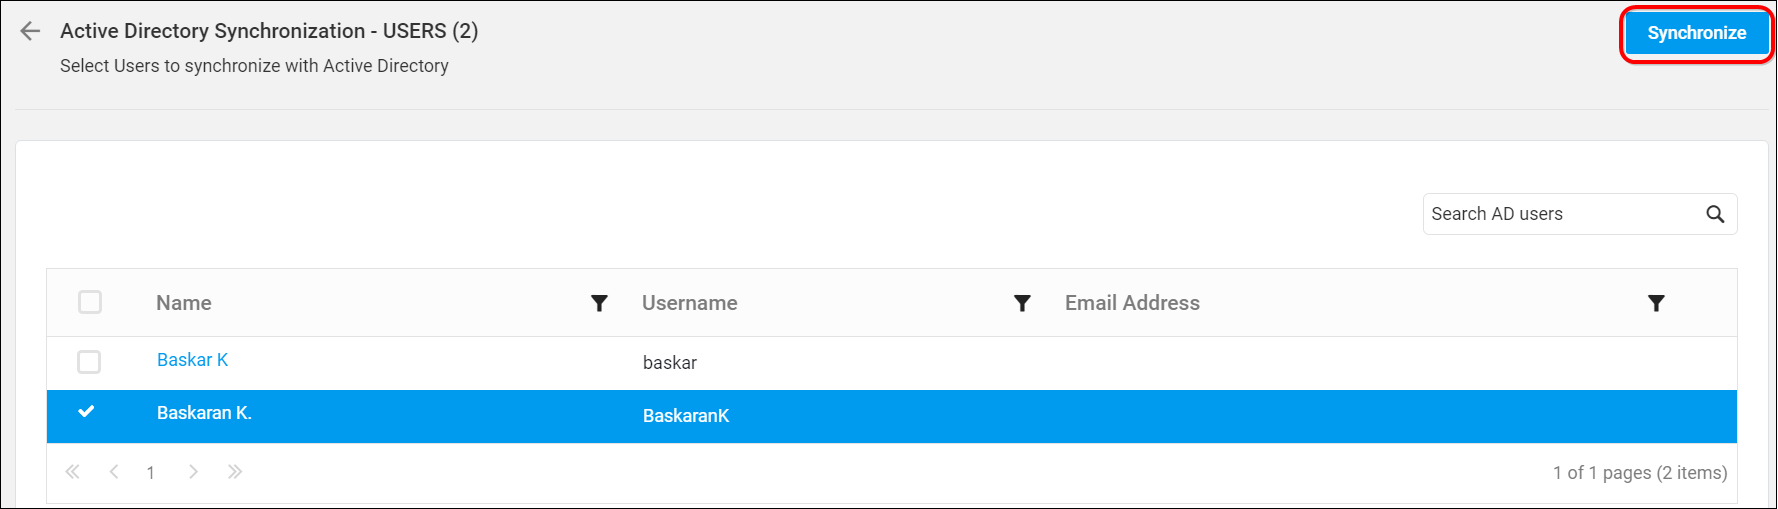 Active Directory Synchronization - USERS (2)
Synchronize
Select Users to synchronize with Active Directory
Search AD users
Name Username Email Address
Baskar K baskar
Baskaran K. BaskaranK
1 1 of 1 pages (2 items)